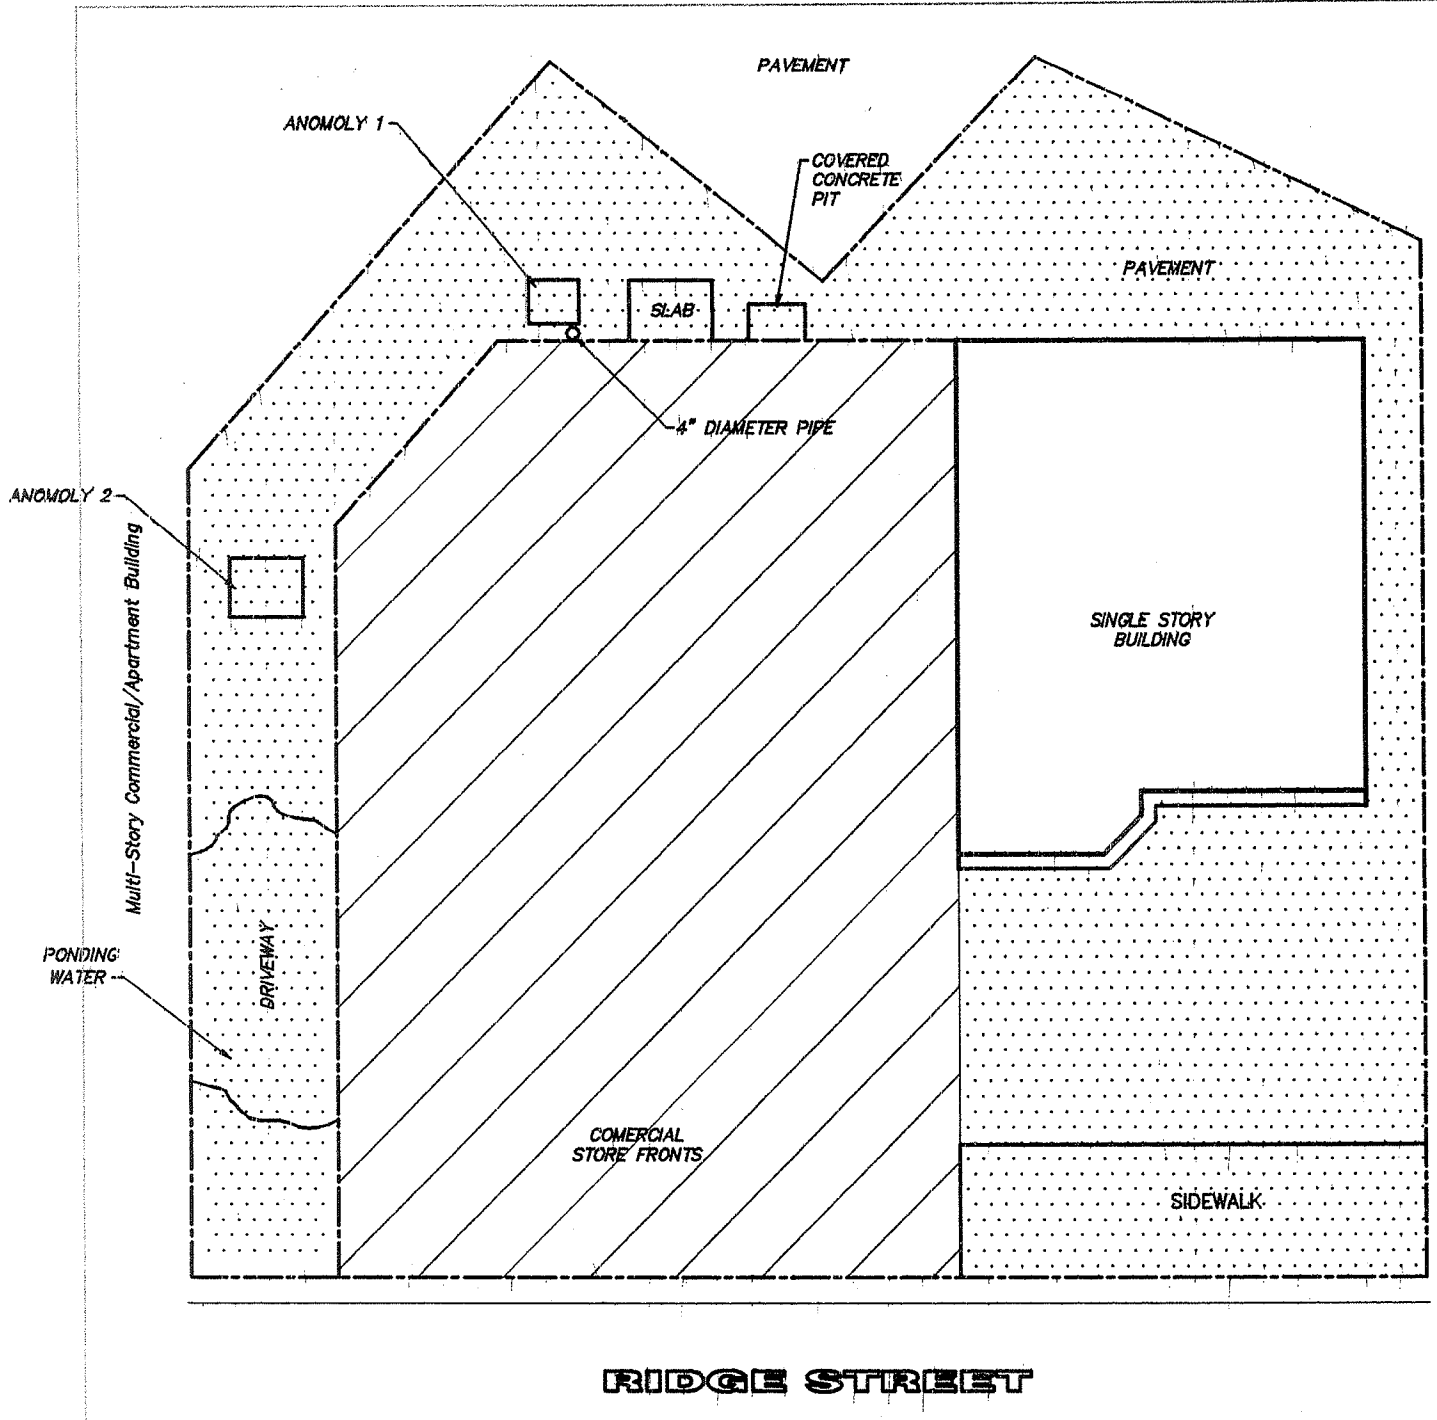 PAVEMENT
ANOMOLY 1
COVERED
CONCRETE
PIT
PAVEMENT
SLAB
4" DIAMETER PIPE
ANOMOLY 2
Multi-Story Commercial/Apartment Building
SINGLE STORY
BUILDING
PONDING
WATER
DRIVEWAY
COMERCIAL
STORE FRONTS
SIDEWALK
RIDGE STREET